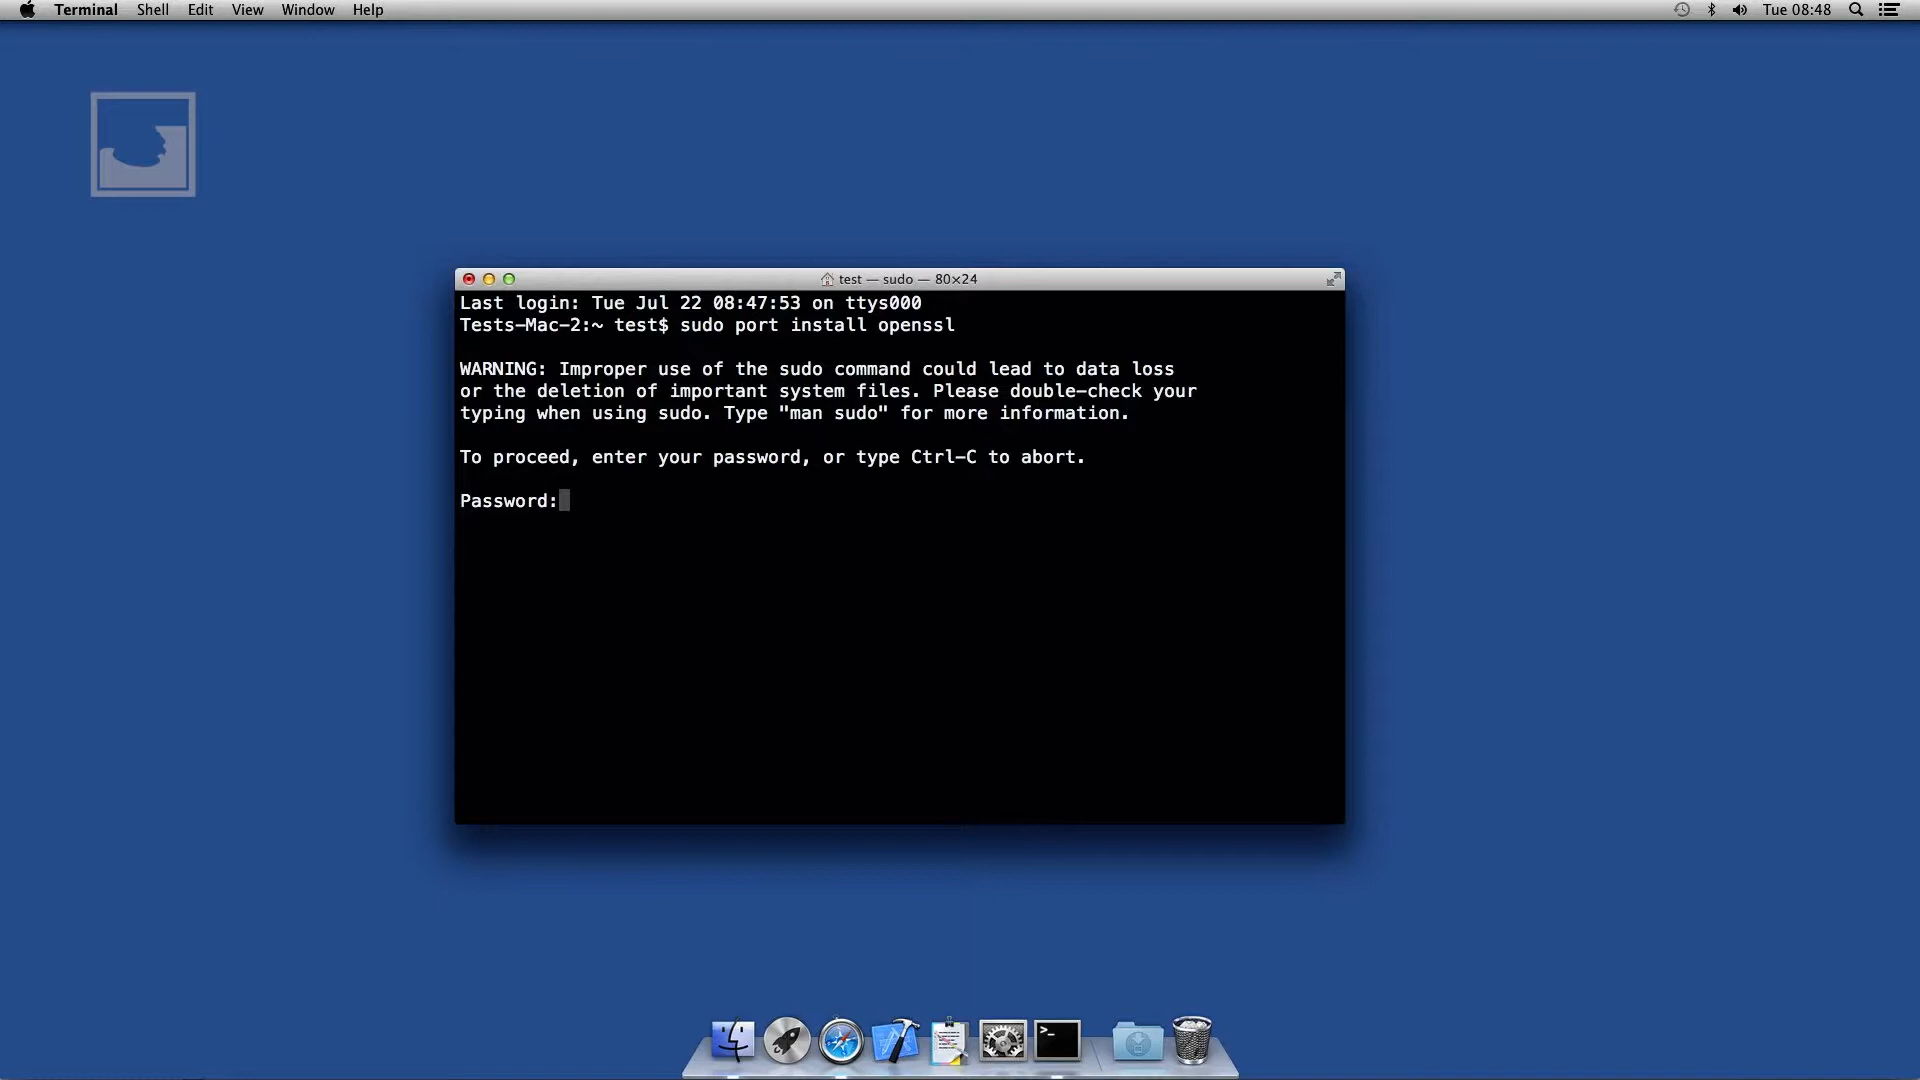 Terminal Shell Edit View Window Help Tue 08:48
test — sudo — 80×24
Last login: Tue Jul 22 08:47:53 on ttys000
Tests-Mac-2:~ test$ sudo port install openssl
WARNING: Improper use of the sudo command could lead to data loss
or the deletion of important system files. Please double-check your
typing when using sudo. Type "man sudo" for more information.
To proceed, enter your password, or type Ctrl-C to abort.
Password:
>_